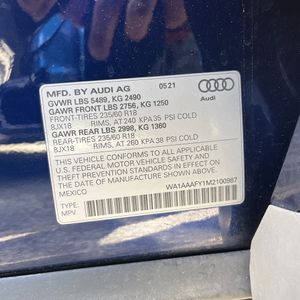 MFD. BY AUDI AG 05 21
GVWR LBS 5489, KG 2490
GAWR FRONT LBS 2756, KG 1250
FRONT-TIRES 235/60 R18
8JX18 RIMS, AT 240 KPA 35 PSI COLD
GAWR REAR LBS 2998, KG 1360
REAR-TIRES 235/60 R18
8JX18 RIMS, AT 260 KPA 38 PSI COLD
Audi
THIS VEHICLE CONFORMS TO ALL APPLICABLE
FEDERAL MOTOR VEHICLE SAFETY
BUMPER AND THEFT PREVENTION
STANDARDS IN EFFECT ON THE
DATE OF MANUFACTURE SHOWN ABOVE
MEXICO
TYPE: WA1AAAFY1M2100987
MPV